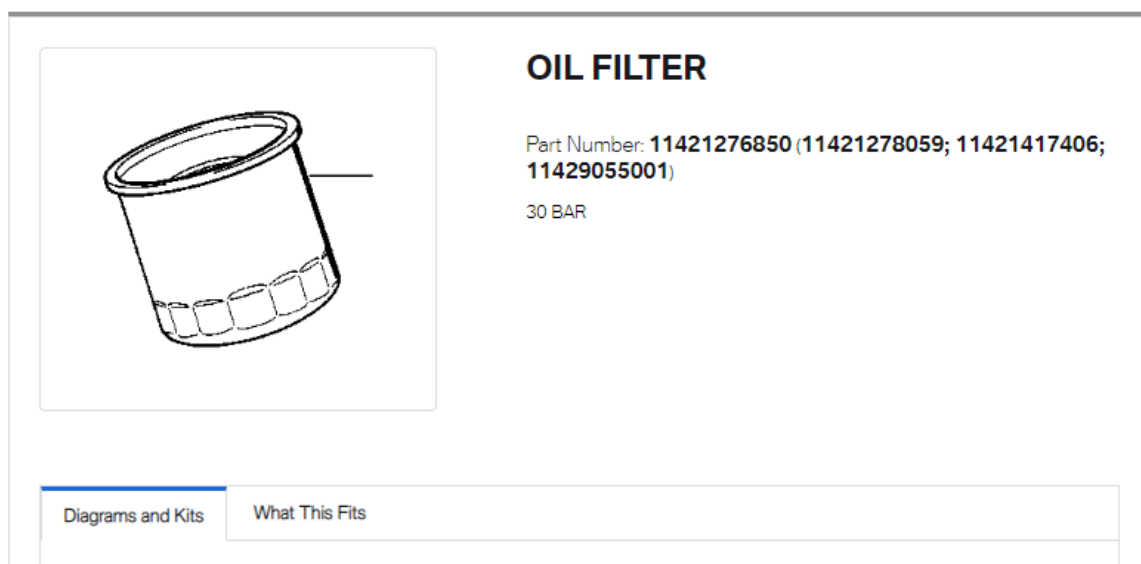 OIL FILTER
Part Number: 11421276850 (11421278059; 11421417406;
11429055001)
30 BAR
Diagrams and Kits
What This Fits